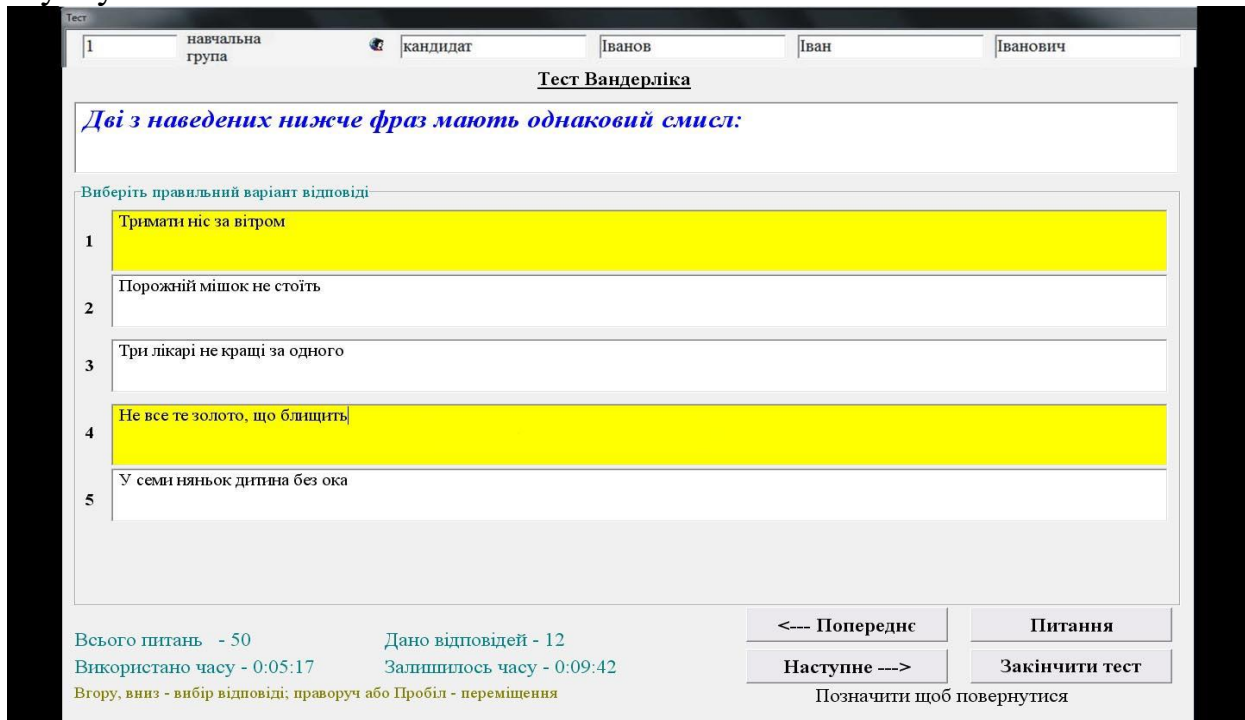 Тест
1 навчальна група кандидат Іванов Іван Іванович
Тест Вандерліка
Дві з наведених нижче фраз мають однаковий смисл:
Виберіть правильний варіант відповіді
1 Тримати ніс за вітром
2 Порожній мішок не стоїть
3 Три лікарі не кращі за одного
4 Не все те золото, що блищить
5 У семи няньок дитина без ока
Всього питань - 50 Дано відповідей - 12 <--- Попереднє Питання
Використано часу - 0:05:17 Залишилось часу - 0:09:42 Наступне ---> Закінчити тест
Вгору, вниз - вибір відповіді; праворуч або Пробіл - переміщення Позначити щоб повернутися